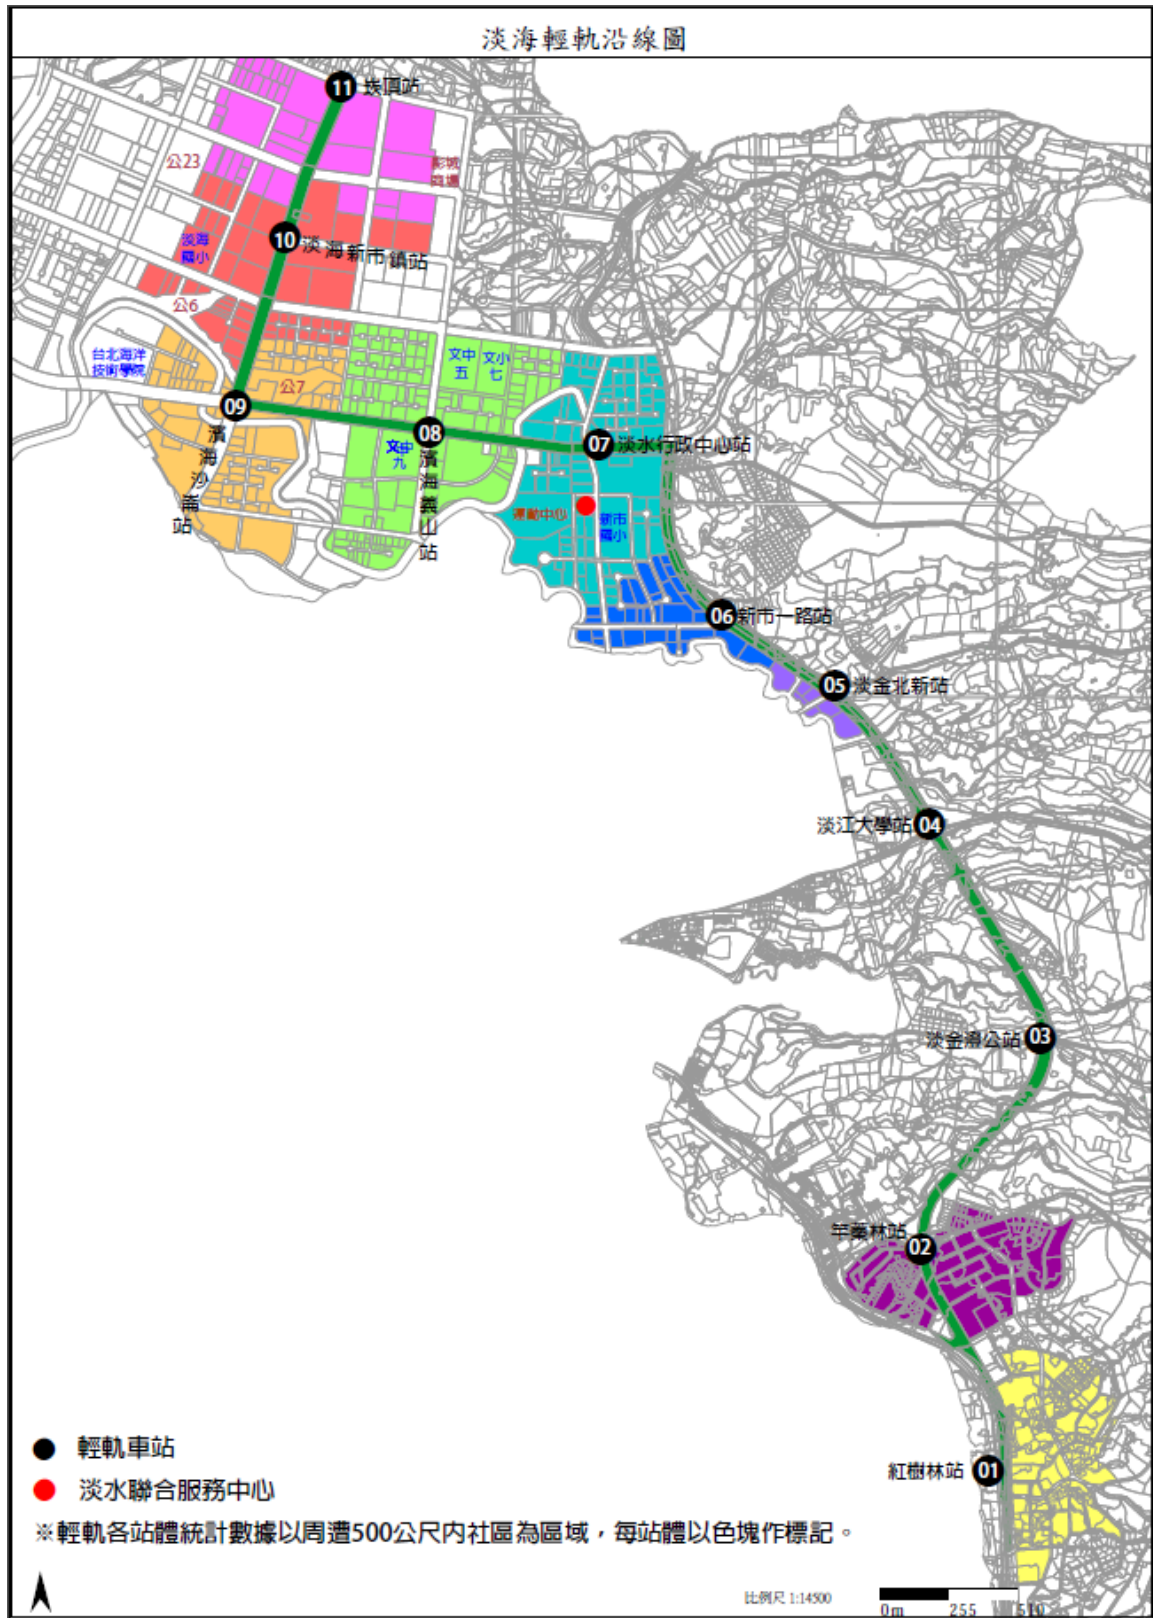 淡海輕軌沿線圖
11 崁頂站
公23
影城
商場
10 淡海新市鎮站
淡海
國小
公6
台北海洋
技術學院
公7
文中
五
文小
七
09
濱海沙崙站
08
濱海義山站
文中
九
07 淡水行政中心站
運動中心
新市
國小
06 新市一路站
05 淡金北新站
淡江大學站 04
淡金鄧公站 03
竿蓁林站
02
紅樹林站 01
輕軌車站
淡水聯合服務中心
※輕軌各站體統計數據以周遭500公尺內社區為區域，每站體以色塊作標記。
比例尺 1:14500
0m 255 510